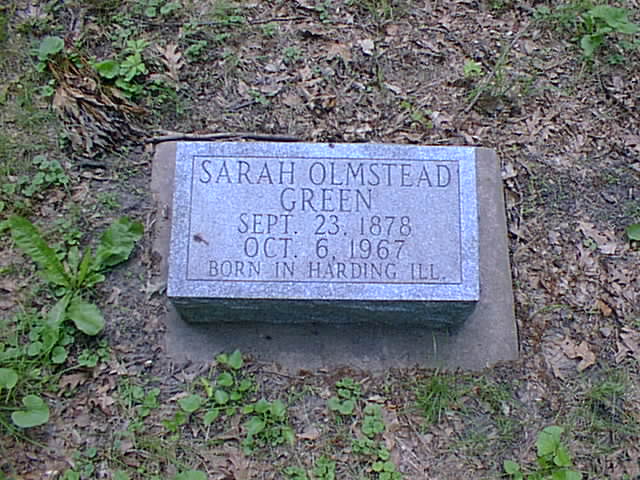 SARAH OLMSTEAD
GREEN
SEPT. 23, 1878
OCT. 6, 1967
BORN IN HARDING ILL.